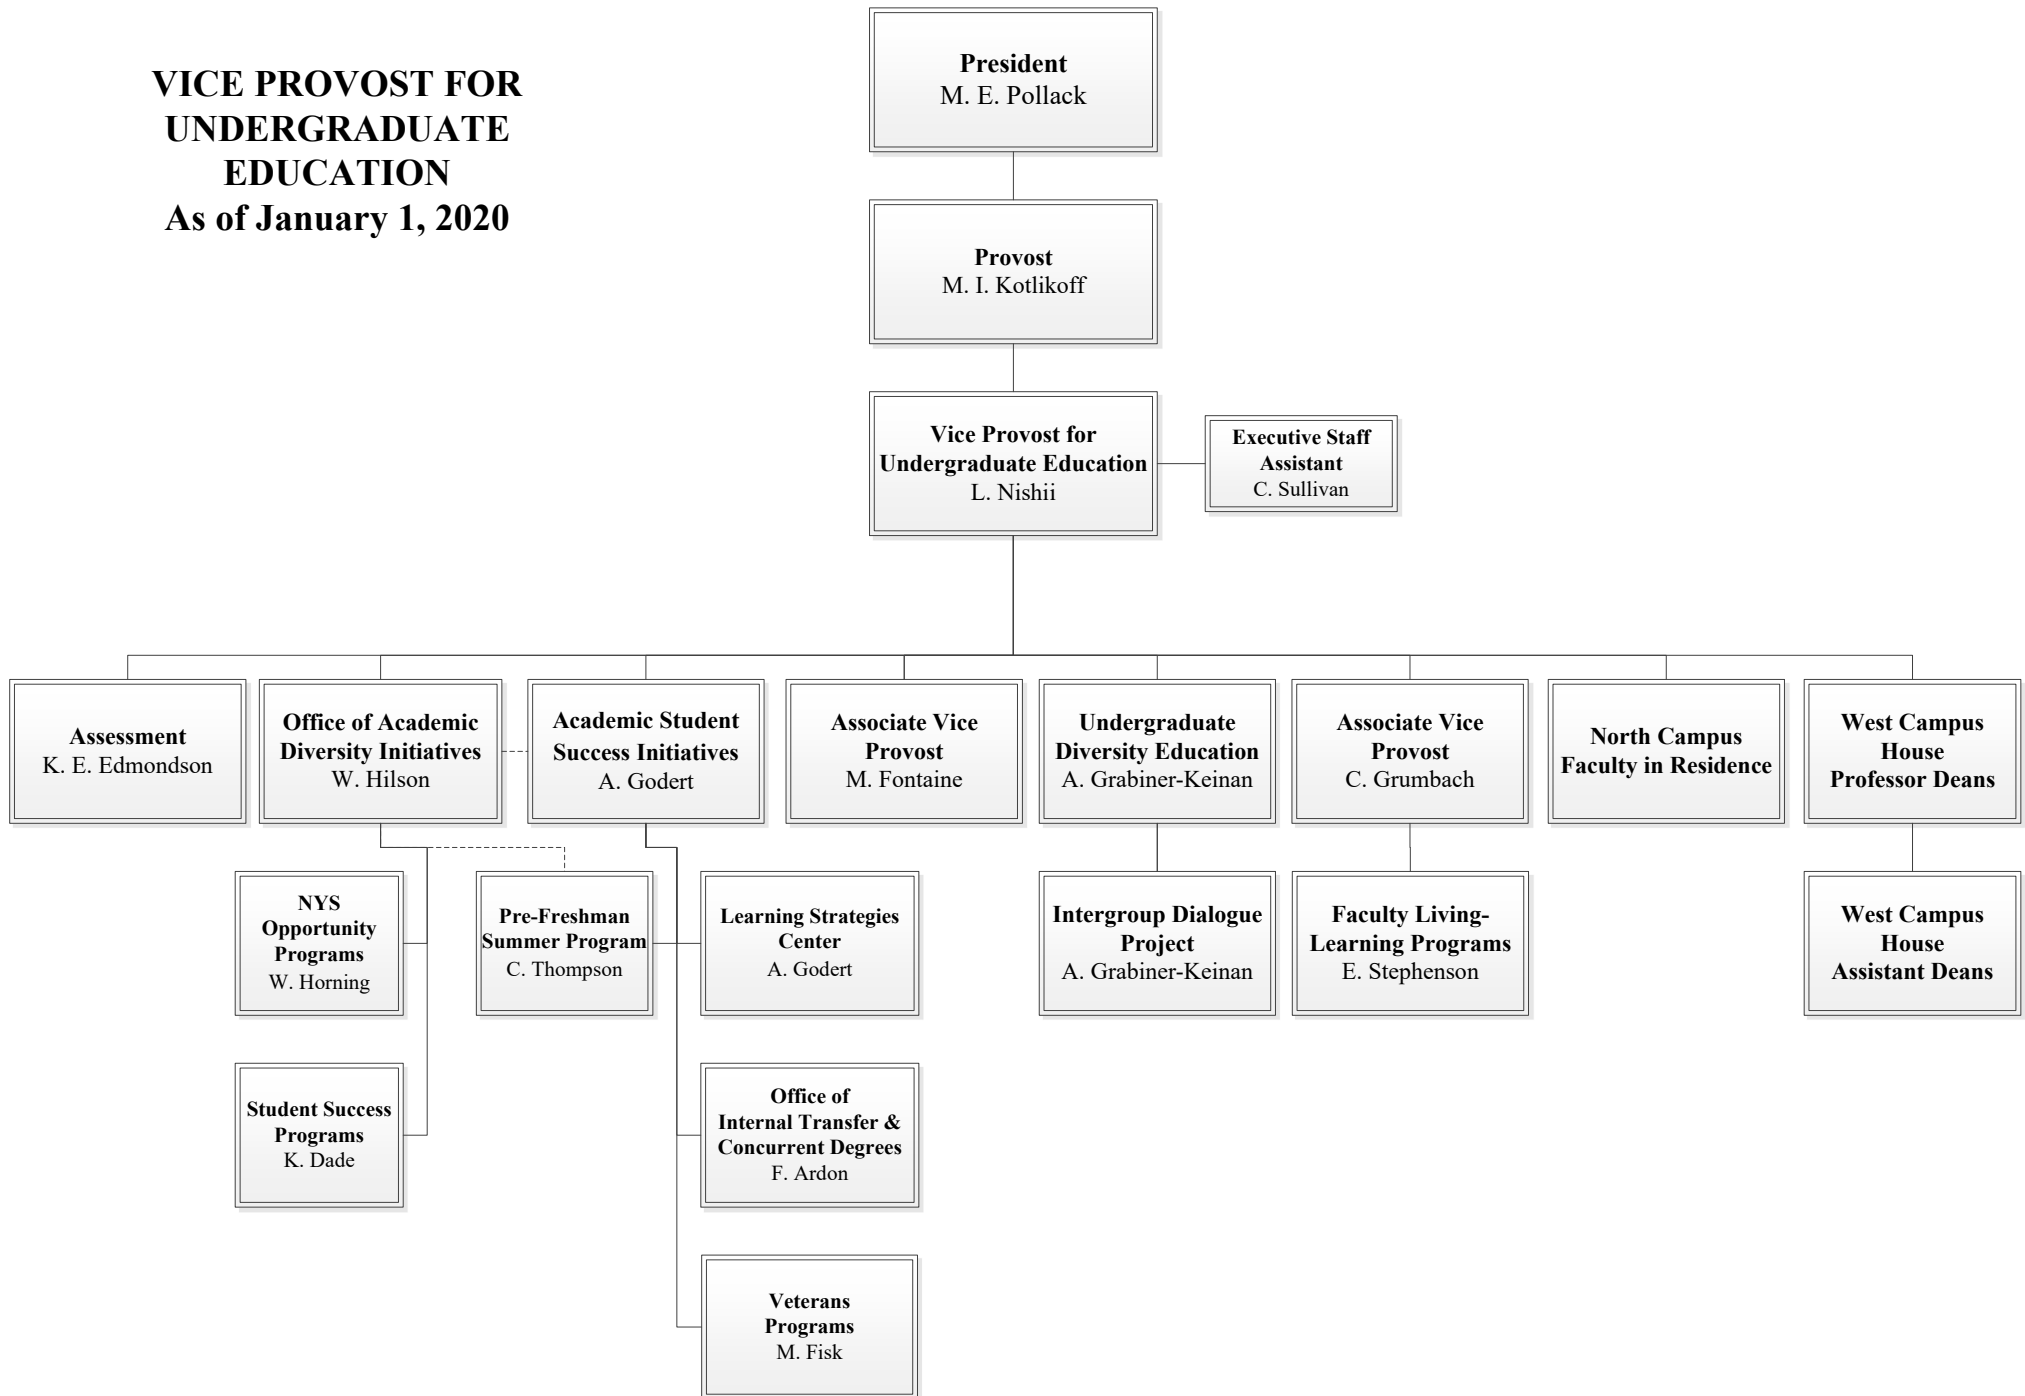 VICE PROVOST FOR
UNDERGRADUATE
EDUCATION
As of January 1, 2020
President
M. E. Pollack
Provost
M. I. Kotlikoff
Vice Provost for
Undergraduate Education
L. Nishii
Executive Staff
Assistant
C. Sullivan
Assessment
K. E. Edmondson
Office of Academic
Diversity Initiatives
W. Hilson
Academic Student
Success Initiatives
A. Godert
Associate Vice
Provost
M. Fontaine
Undergraduate
Diversity Education
A. Grabiner-Keinan
Associate Vice
Provost
C. Grumbach
North Campus
Faculty in Residence
West Campus
House
Professor Deans
NYS
Opportunity
Programs
W. Horning
Pre-Freshman
Summer Program
C. Thompson
Learning Strategies
Center
A. Godert
Intergroup Dialogue
Project
A. Grabiner-Keinan
Faculty Living-
Learning Programs
E. Stephenson
West Campus
House
Assistant Deans
Student Success
Programs
K. Dade
Office of
Internal Transfer &
Concurrent Degrees
F. Ardon
Veterans
Programs
M. Fisk